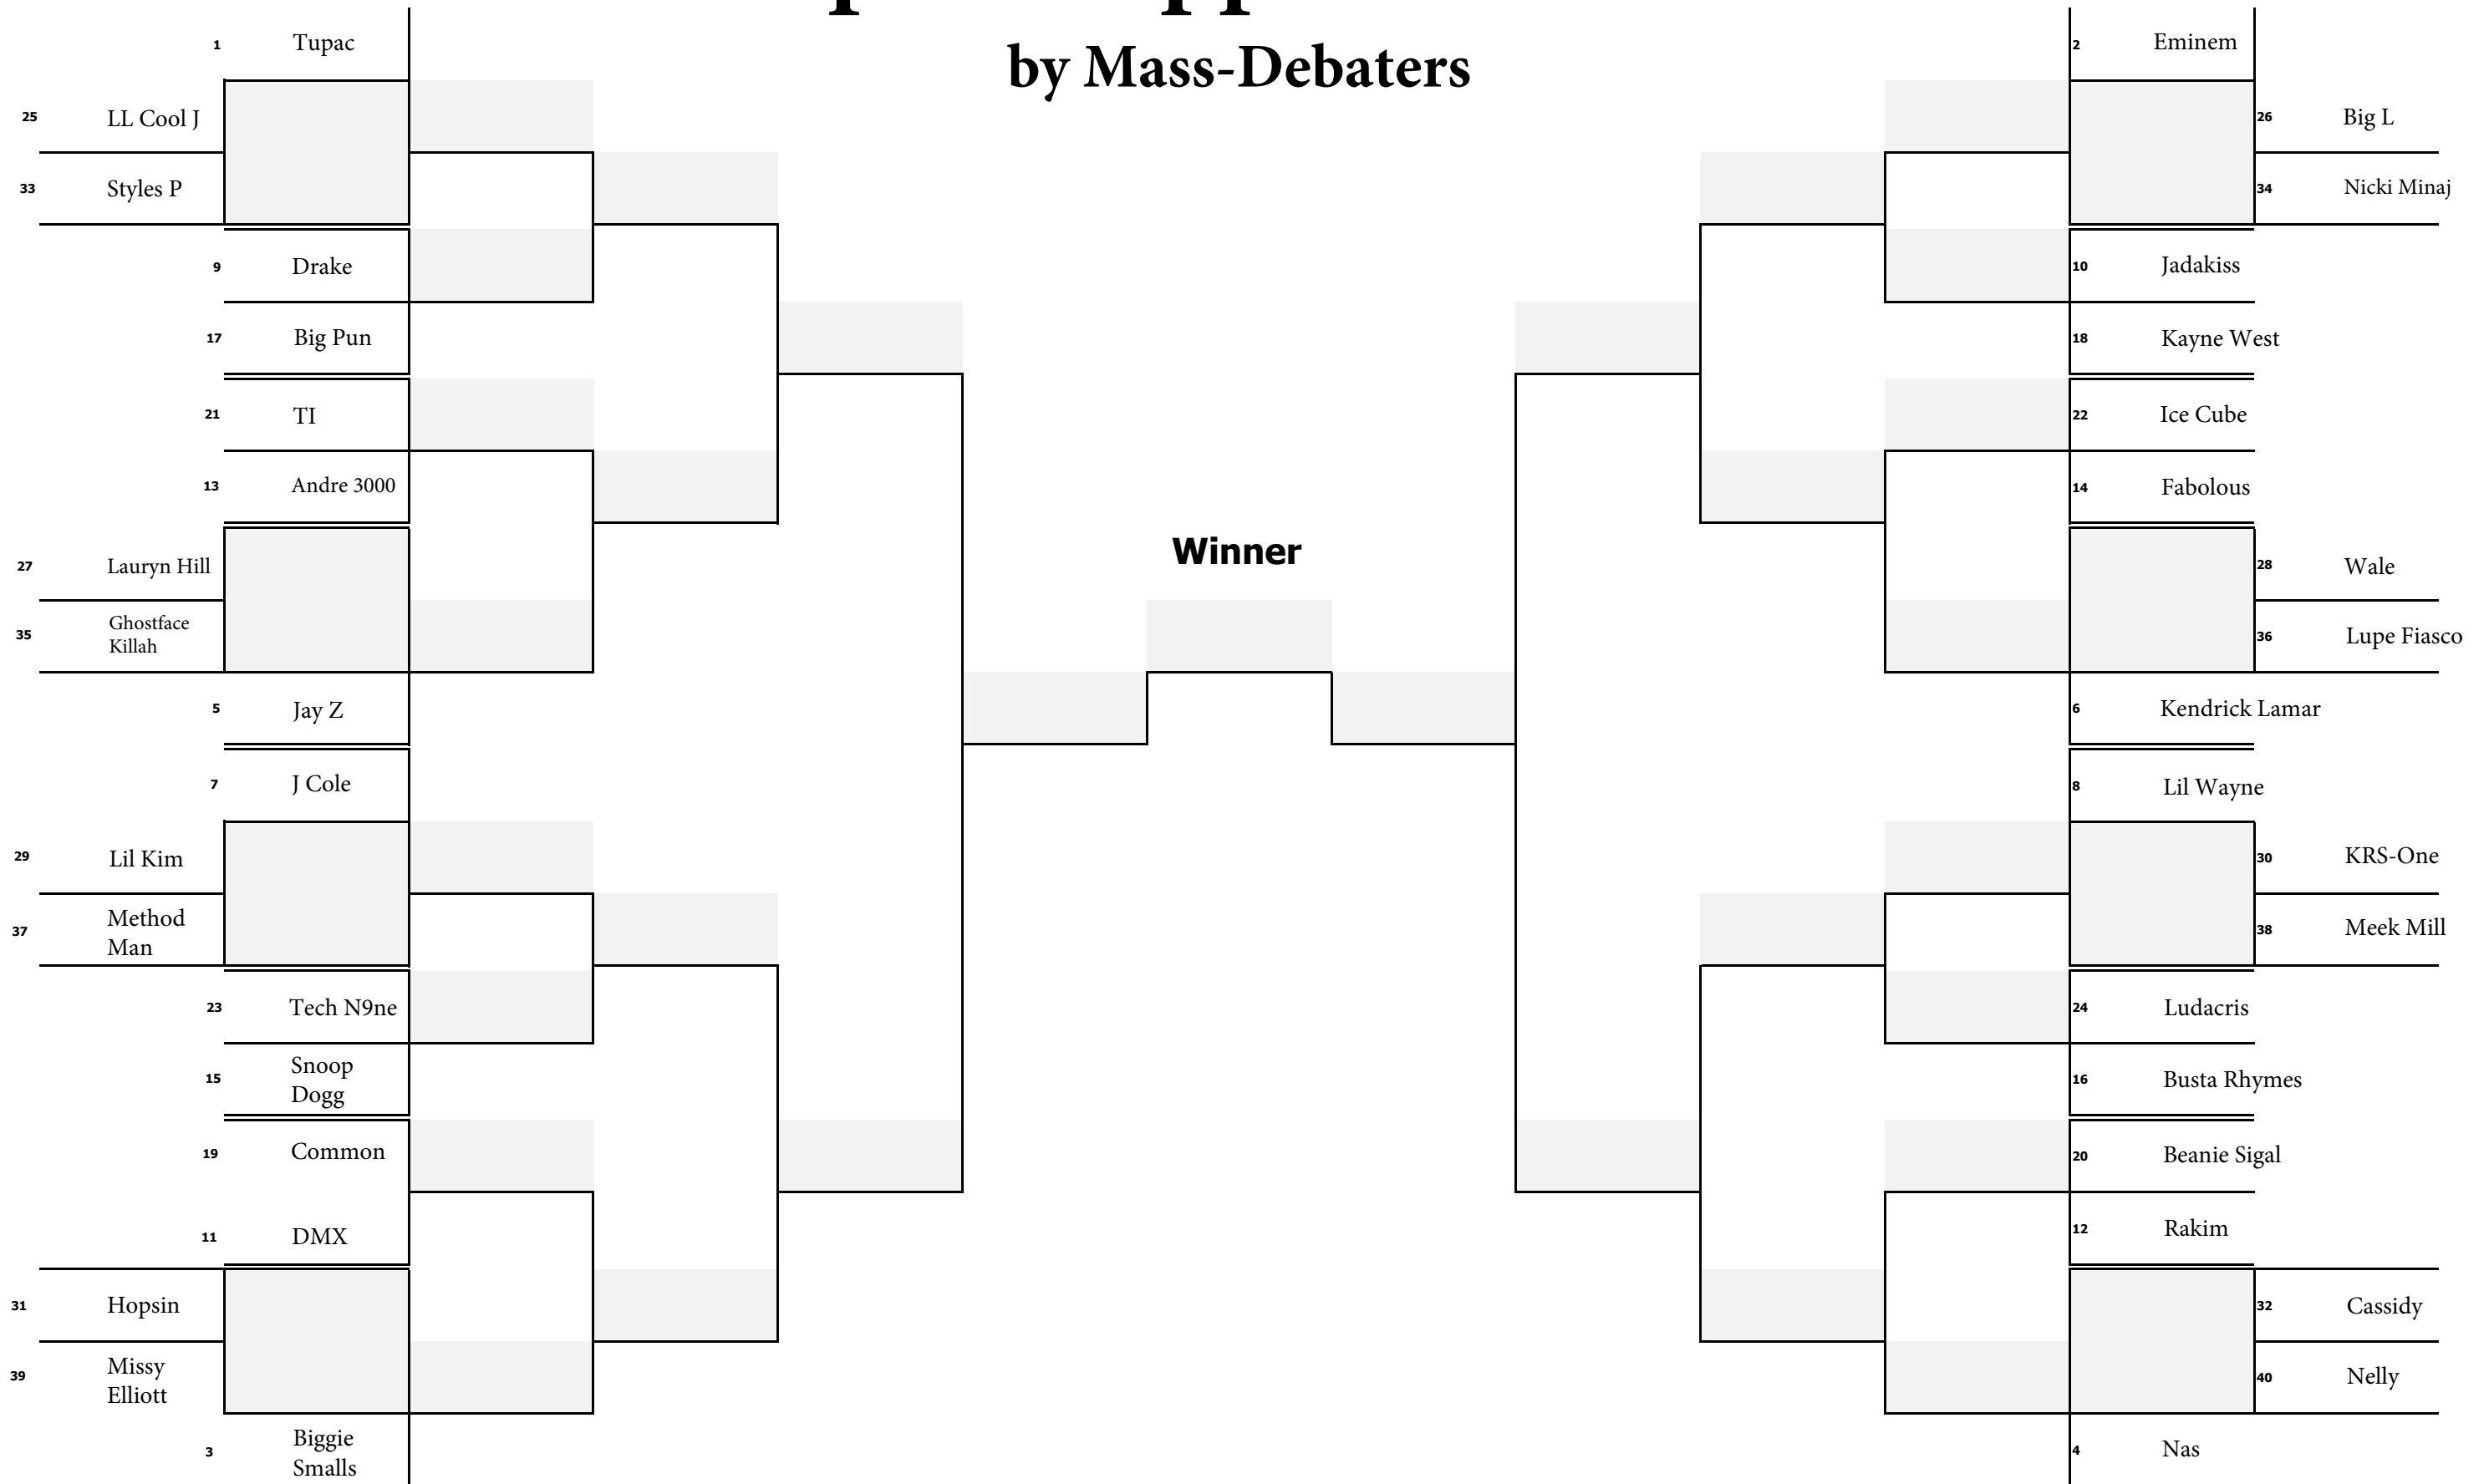 by Mass-Debaters
1 Tupac
25 LL Cool J
33 Styles P
9 Drake
17 Big Pun
21 TI
13 Andre 3000
27 Lauryn Hill
35 Ghostface
Killah
5 Jay Z
7 J Cole
29 Lil Kim
37 Method
Man
23 Tech N9ne
15 Snoop
Dogg
19 Common
11 DMX
31 Hopsin
39 Missy
Elliott
3 Biggie
Smalls
Winner
2 Eminem
26 Big L
34 Nicki Minaj
10 Jadakiss
18 Kayne West
22 Ice Cube
14 Fabolous
28 Wale
36 Lupe Fiasco
6 Kendrick Lamar
8 Lil Wayne
30 KRS-One
38 Meek Mill
24 Ludacris
16 Busta Rhymes
20 Beanie Sigal
12 Rakim
32 Cassidy
40 Nelly
4 Nas